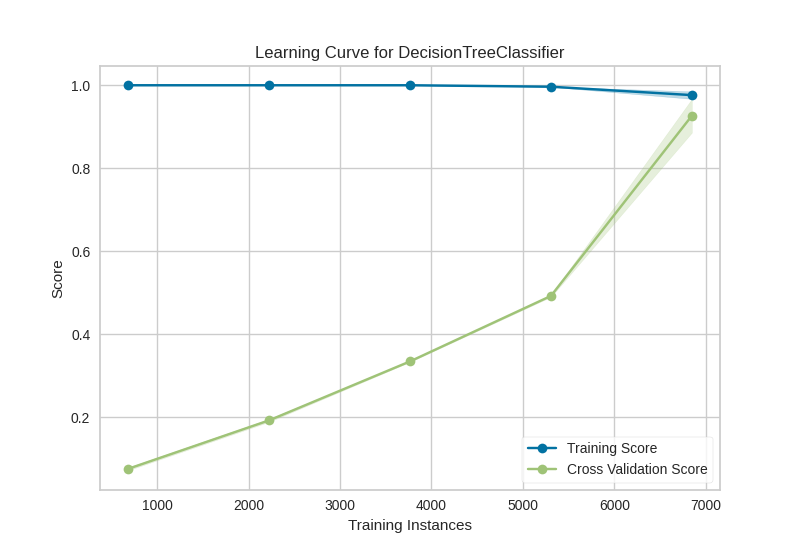 Learning Curve for DecisionTreeClassifier
1.0
0.8
0.6
0.4
0.2
Score
Training Score
Cross Validation Score
1000 2000 3000 4000 5000 6000 7000
Training Instances